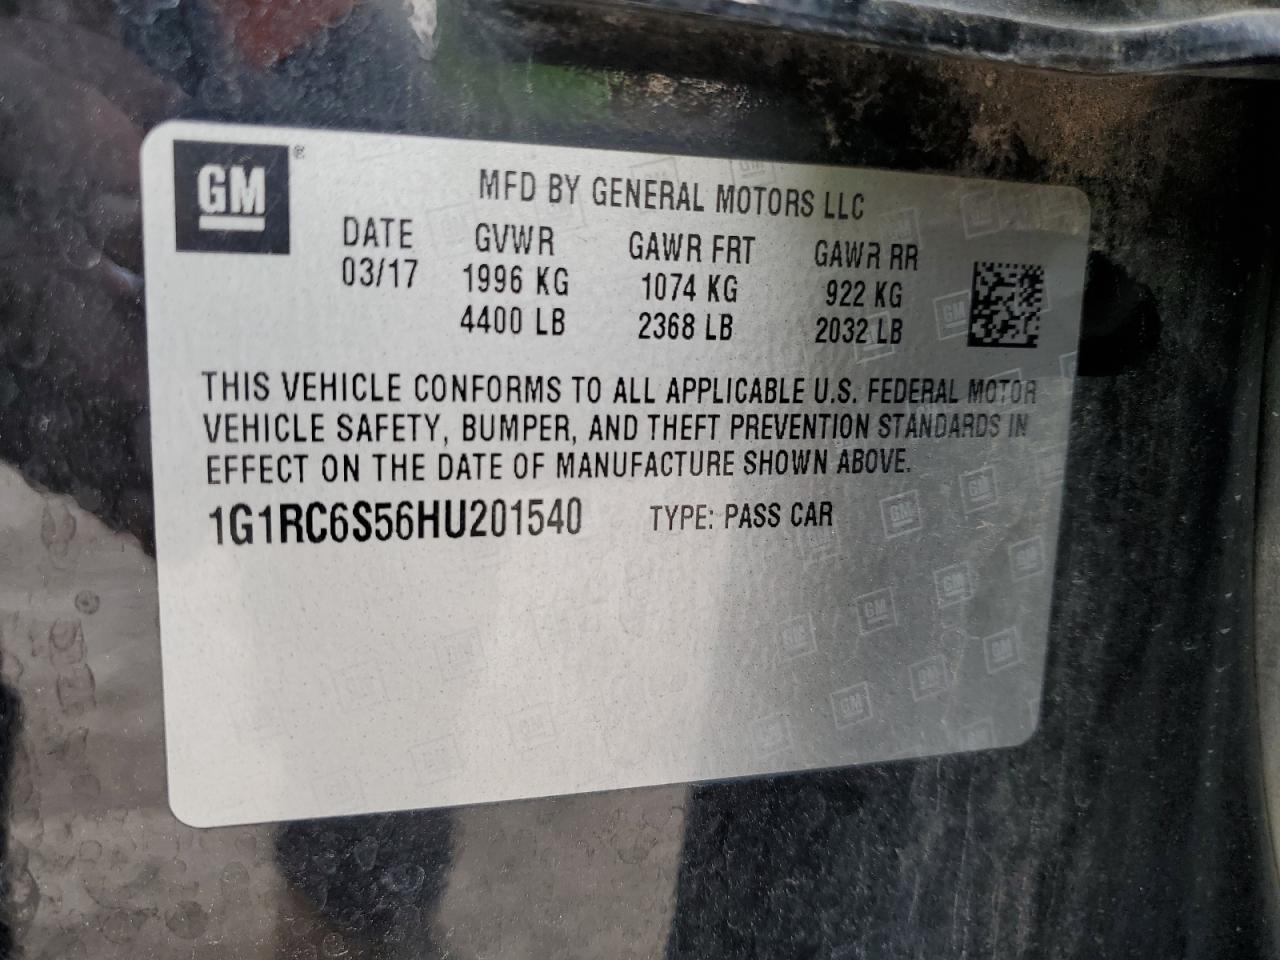 GM®
MFD BY GENERAL MOTORS LLC
DATE GVWR GAWR FRT GAWR RR
03/17 1996 KG 1074 KG 922 KG
4400 LB 2368 LB 2032 LB
THIS VEHICLE CONFORMS TO ALL APPLICABLE U.S. FEDERAL MOTOR
VEHICLE SAFETY, BUMPER, AND THEFT PREVENTION STANDARDS IN
EFFECT ON THE DATE OF MANUFACTURE SHOWN ABOVE.
1G1RC6S56HU201540 TYPE: PASS CAR